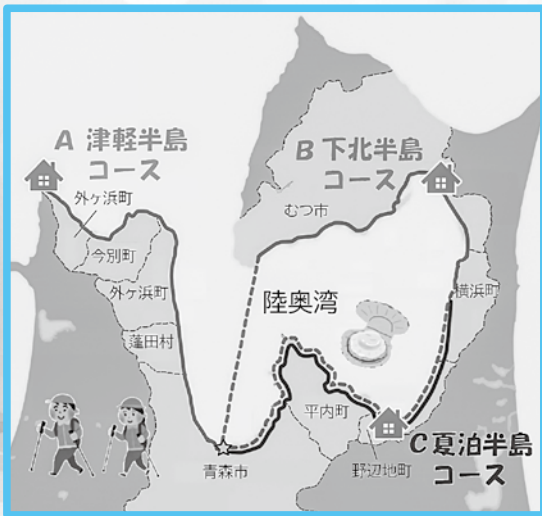 A 津軽半島
コース
B 下北半島
コース
外ヶ浜町
むつ市
今別町
外ヶ浜町
陸奥湾
横浜町
蓬田村
平内町
C 夏泊半島
コース
青森市
野辺地町